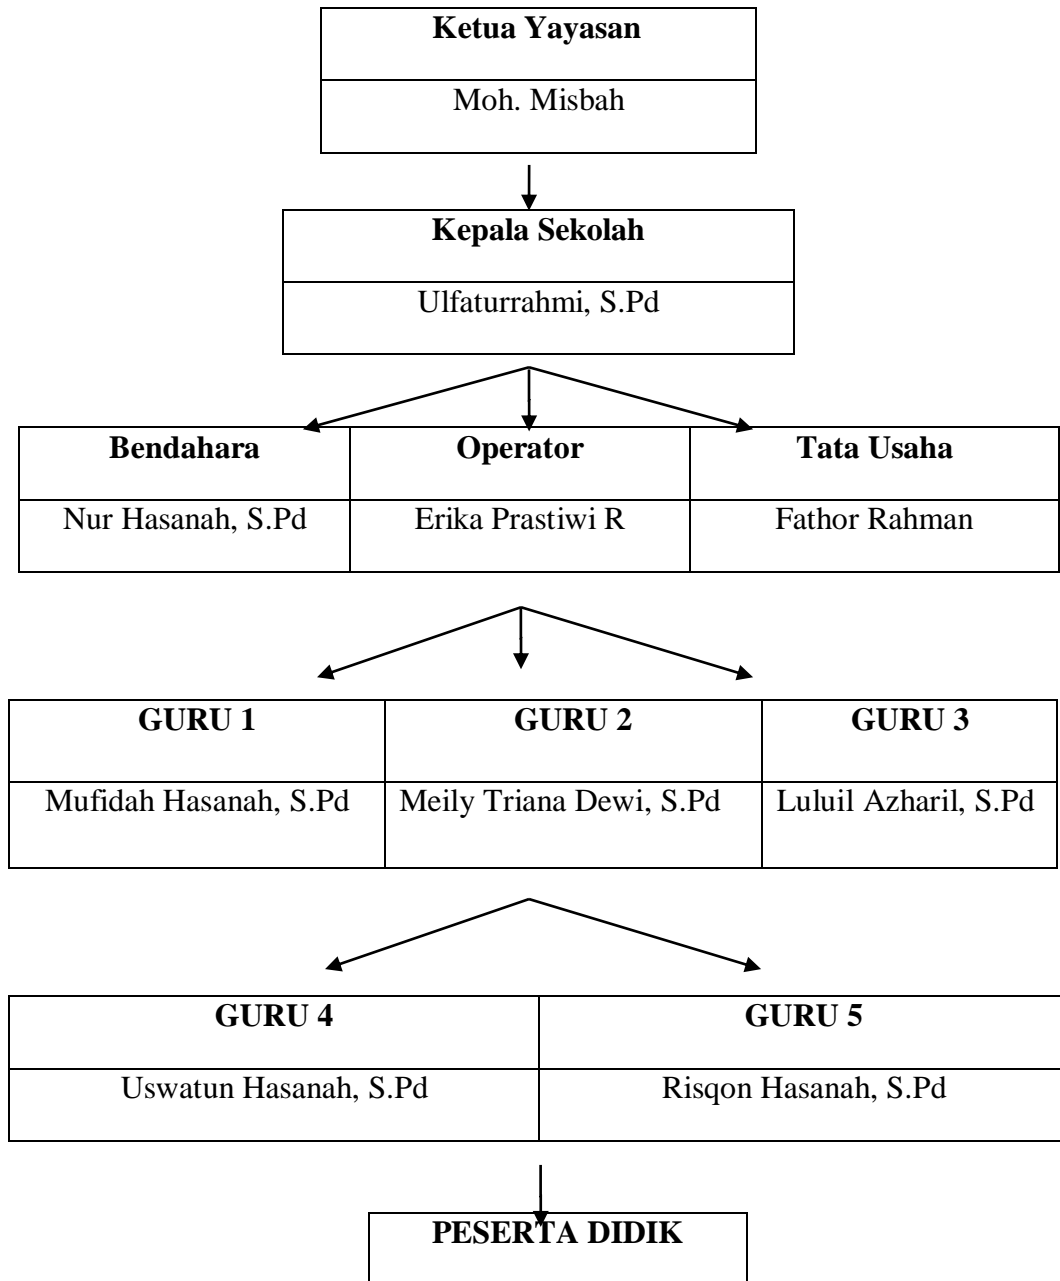 Ketua Yayasan
Moh. Misbah
Kepala Sekolah
Ulfaturrahmi, S.Pd
Bendahara
Operator
Tata Usaha
Nur Hasanah, S.Pd
Erika Prastiwi R
Fathor Rahman
GURU 1
GURU 2
GURU 3
Mufidah Hasanah, S.Pd
Meily Triana Dewi, S.Pd
Luluil Azharil, S.Pd
GURU 4
GURU 5
Uswatun Hasanah, S.Pd
Risqon Hasanah, S.Pd
PESERTA DIDIK